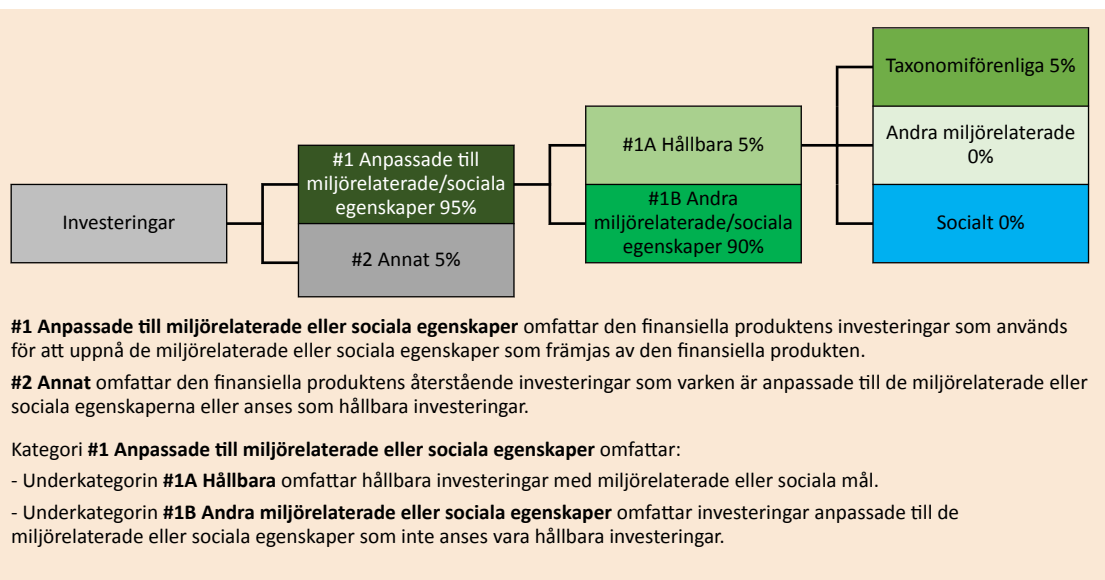 Investeringar
#1 Anpassade till
miljörelaterade/sociala
egenskaper 95%
#2 Annat 5%
#1A Hållbara 5%
#1B Andra
miljörelaterade/sociala
egenskaper 90%
Taxonomiförenliga 5%
Andra miljörelaterade
0%
Socialt 0%
#1 Anpassade till miljörelaterade eller sociala egenskaper omfattar den finansiella produktens investeringar som används
för att uppnå de miljörelaterade eller sociala egenskaper som främjas av den finansiella produkten.
#2 Annat omfattar den finansiella produktens återstående investeringar som varken är anpassade till de miljörelaterade eller
sociala egenskaperna eller anses som hållbara investeringar.
Kategori #1 Anpassade till miljörelaterade eller sociala egenskaper omfattar:
- Underkategorin #1A Hållbara omfattar hållbara investeringar med miljörelaterade eller sociala mål.
- Underkategorin #1B Andra miljörelaterade eller sociala egenskaper omfattar investeringar anpassade till de
miljörelaterade eller sociala egenskaper som inte anses vara hållbara investeringar.